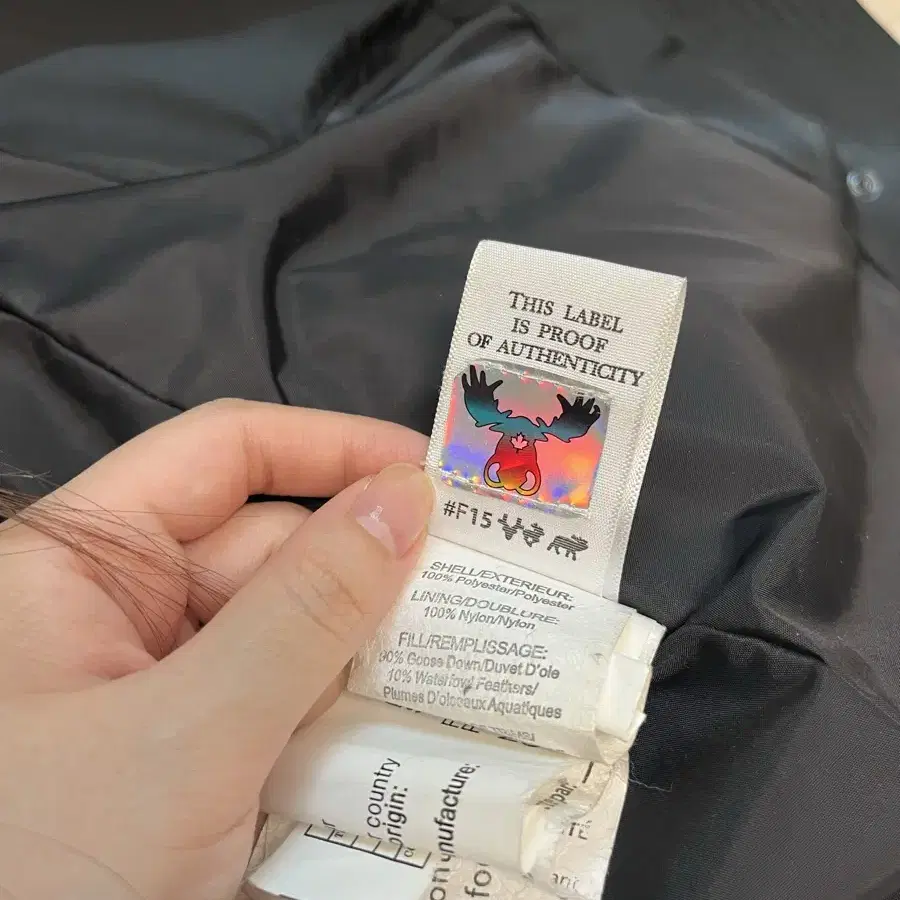 THIS LABEL
IS PROOF
OF AUTHENTICITY
#F15
SHELL/EXTERIEUR:
100% Polyester/Polyester
LINING/DOUBLURE:
100% Nylon/Nylon
FILL/REMPLISSAGE:
90% Goose Down/Duvet D'oie
10% Waterfowl Feathers/
Plumes D'oiseaux Aquatiques
country
origin: